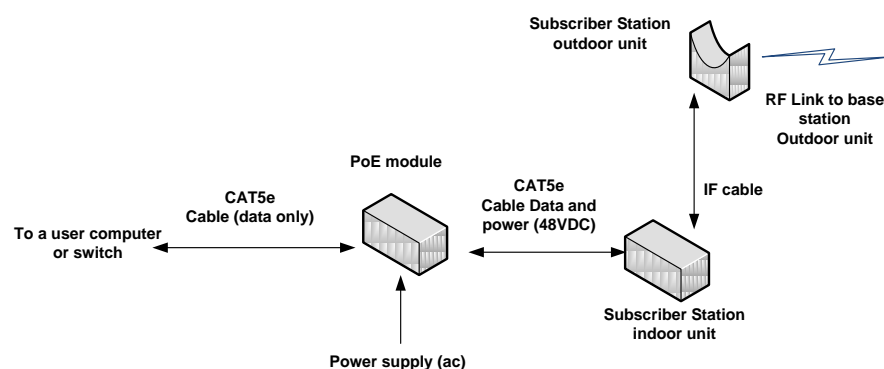 Subscriber Station
outdoor unit
RF Link to base
station
Outdoor unit
PoE module
CAT5e
Cable (data only)
CAT5e
Cable Data and
power (48VDC)
IF cable
To a user computer
or switch
Subscriber Station
indoor unit
Power supply (ac)